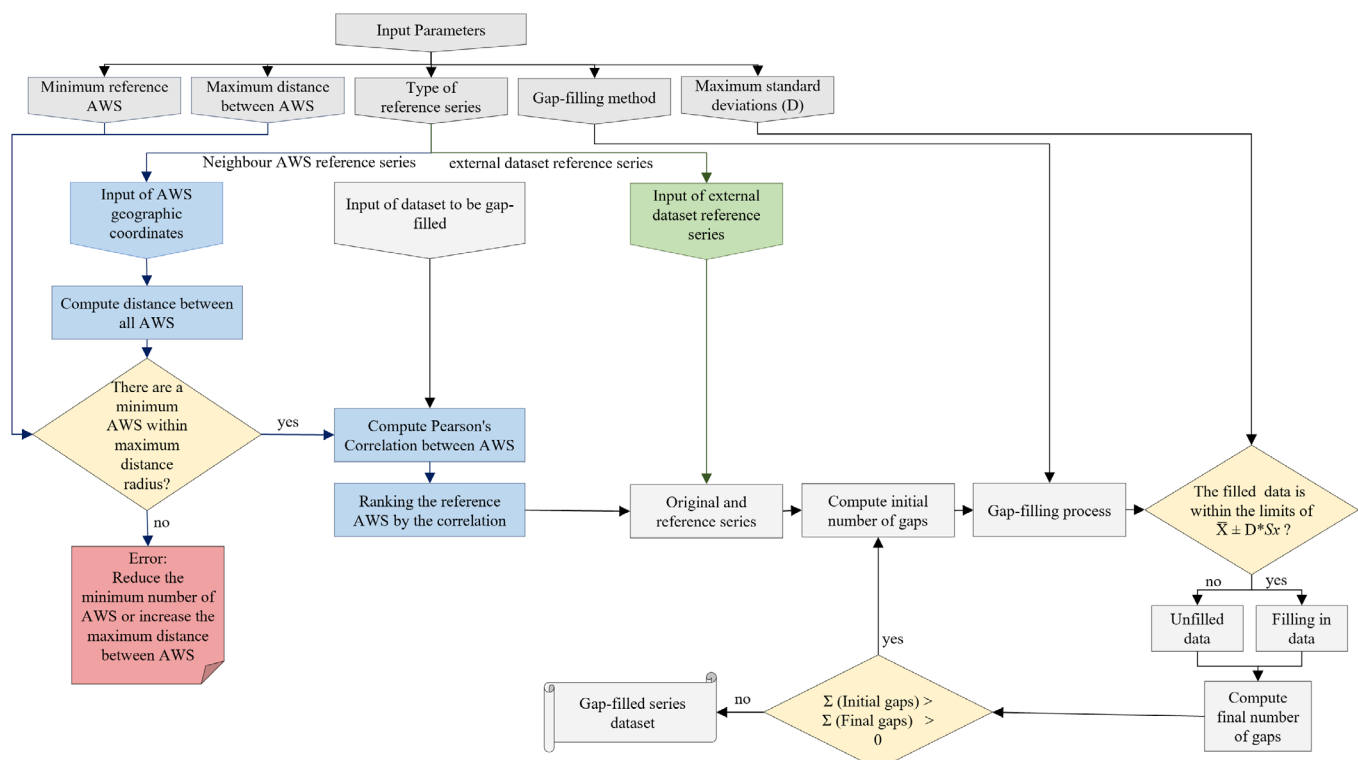 Input Parameters
Minimum reference
AWS
Maximum distance
between AWS
Type of
reference series
Gap-filling method
Maximum standard
deviations (D)
Neighbour AWS reference series
external dataset reference series
Input of AWS
geographic
coordinates
Input of dataset to be gap-
filled
Input of external
dataset reference
series
Compute distance between
all AWS
There are a
minimum
AWS within
maximum
distance
radius?
yes
no
Error:
Reduce the
minimum number of
AWS or increase the
maximum distance
between AWS
Compute Pearson's
Correlation between AWS
Ranking the reference
AWS by the correlation
Original and
reference series
Compute initial
number of gaps
Gap-filling process
The filled data is
within the limits of
X̅ ± D*Sx ?
no
yes
Unfilled
data
Filling in
data
Compute
final number
of gaps
Σ (Initial gaps) >
Σ (Final gaps) >
0
yes
no
Gap-filled series
dataset